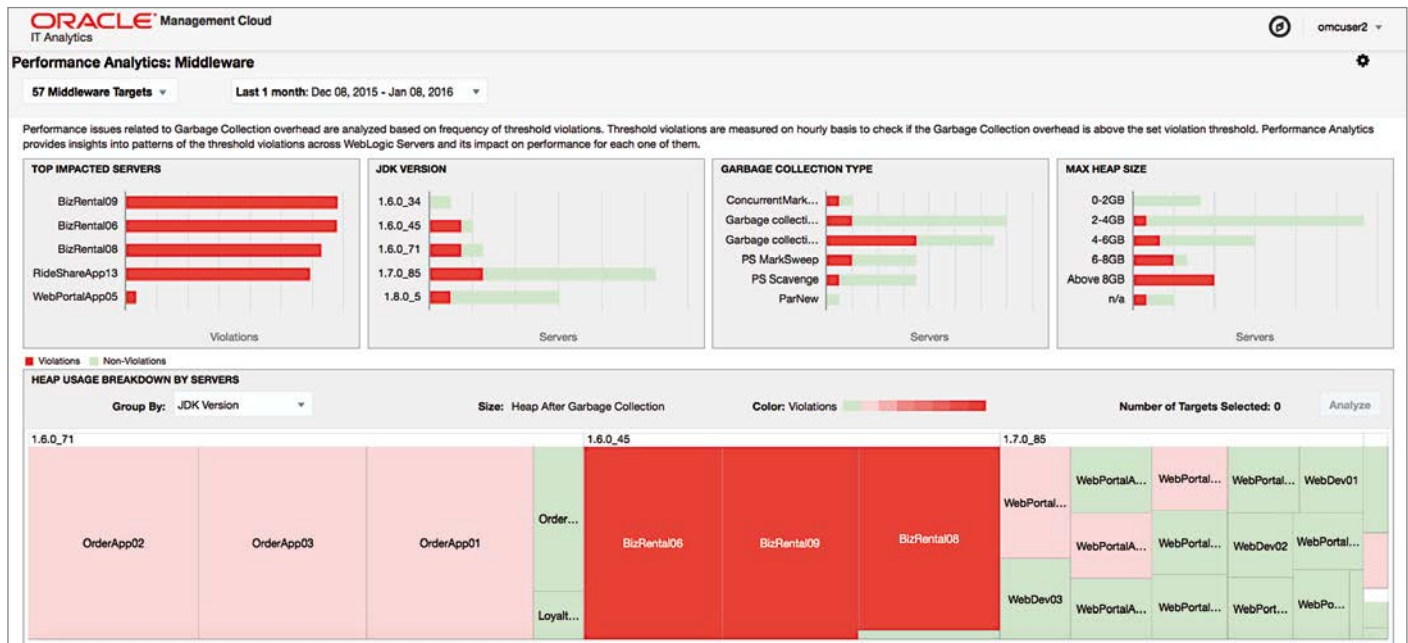 ORACLE Management Cloud
IT Analytics
omcuser2
Performance Analytics: Middleware
57 Middleware Targets
Last 1 month: Dec 08, 2015 - Jan 08, 2016
Performance issues related to Garbage Collection overhead are analyzed based on frequency of threshold violations. Threshold violations are measured on hourly basis to check if the Garbage Collection overhead is above the set violation threshold. Performance Analytics
provides insights into patterns of the threshold violations across WebLogic Servers and its impact on performance for each one of them.
TOP IMPACTED SERVERS
BizRental09
BizRental06
BizRental08
RideShareApp13
WebPortalApp05
Violations
JDK VERSION
1.6.0_34
1.6.0_45
1.6.0_71
1.7.0_85
1.8.0_5
Servers
GARBAGE COLLECTION TYPE
ConcurrentMark...
Garbage collecti...
Garbage collecti...
PS MarkSweep
PS Scavenge
ParNew
Servers
MAX HEAP SIZE
0-2GB
2-4GB
4-6GB
6-8GB
Above 8GB
n/a
Servers
Violations Non-Violations
HEAP USAGE BREAKDOWN BY SERVERS
Group By: JDK Version
Size: Heap After Garbage Collection
Color: Violations
Number of Targets Selected: 0
Analyze
1.6.0_71
OrderApp02
OrderApp03
OrderApp01
Order...
Loyalt...
1.6.0_45
BizRental06
BizRental09
BizRental08
1.7.0_85
WebPortal...
WebDev03
WebPortalA...
WebPortalA...
WebPortalA...
WebPortal...
WebPortal...
WebPortal...
WebPortal...
WebDev02
WebPort...
WebDev01
WebPortal...
WebPo...